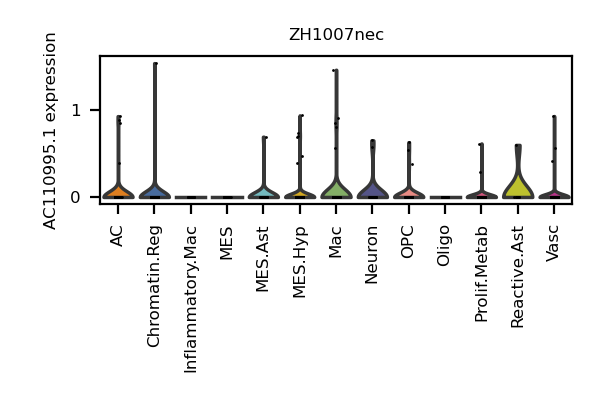 ZH1007nec
AC110995.1 expression
1
0
AC
Chromatin.Reg
Inflammatory.Mac
MES
MES.Ast
MES.Hyp
Mac
Neuron
OPC
Oligo
Prolif.Metab
Reactive.Ast
Vasc